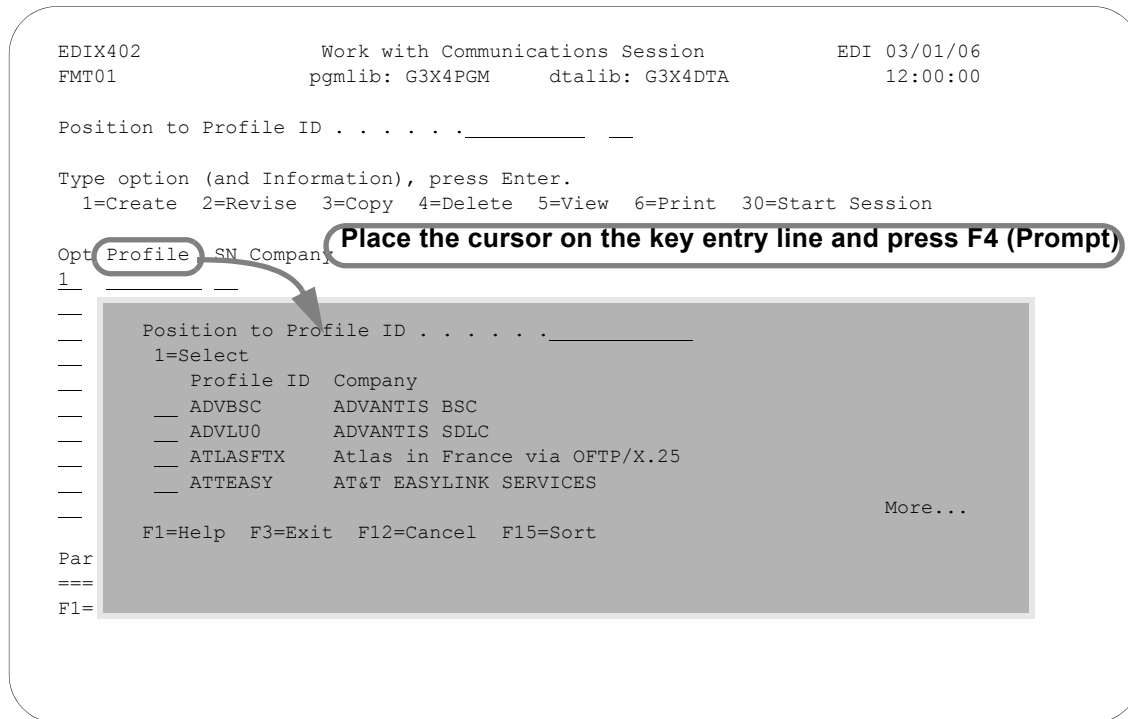 EDIX402 Work with Communications Session EDI 03/01/06
FMT01 pgmlib: G3X4PGM dtalib: G3X4DTA 12:00:00
Position to Profile ID . . . . . .
Type option (and Information), press Enter.
1=Create 2=Revise 3=Copy 4=Delete 5=View 6=Print 30=Start Session
Place the cursor on the key entry line and press F4 (Prompt)
Opt Profile SN Company
1
Position to Profile ID . . . . . .
1=Select
Profile ID Company
ADVBSC ADVANTIS BSC
ADVLU0 ADVANTIS SDLC
ATLASFTX Atlas in France via OFTP/X.25
ATTEASY AT&T EASYLINK SERVICES
More...
F1=Help F3=Exit F12=Cancel F15=Sort
Par
===
F1=